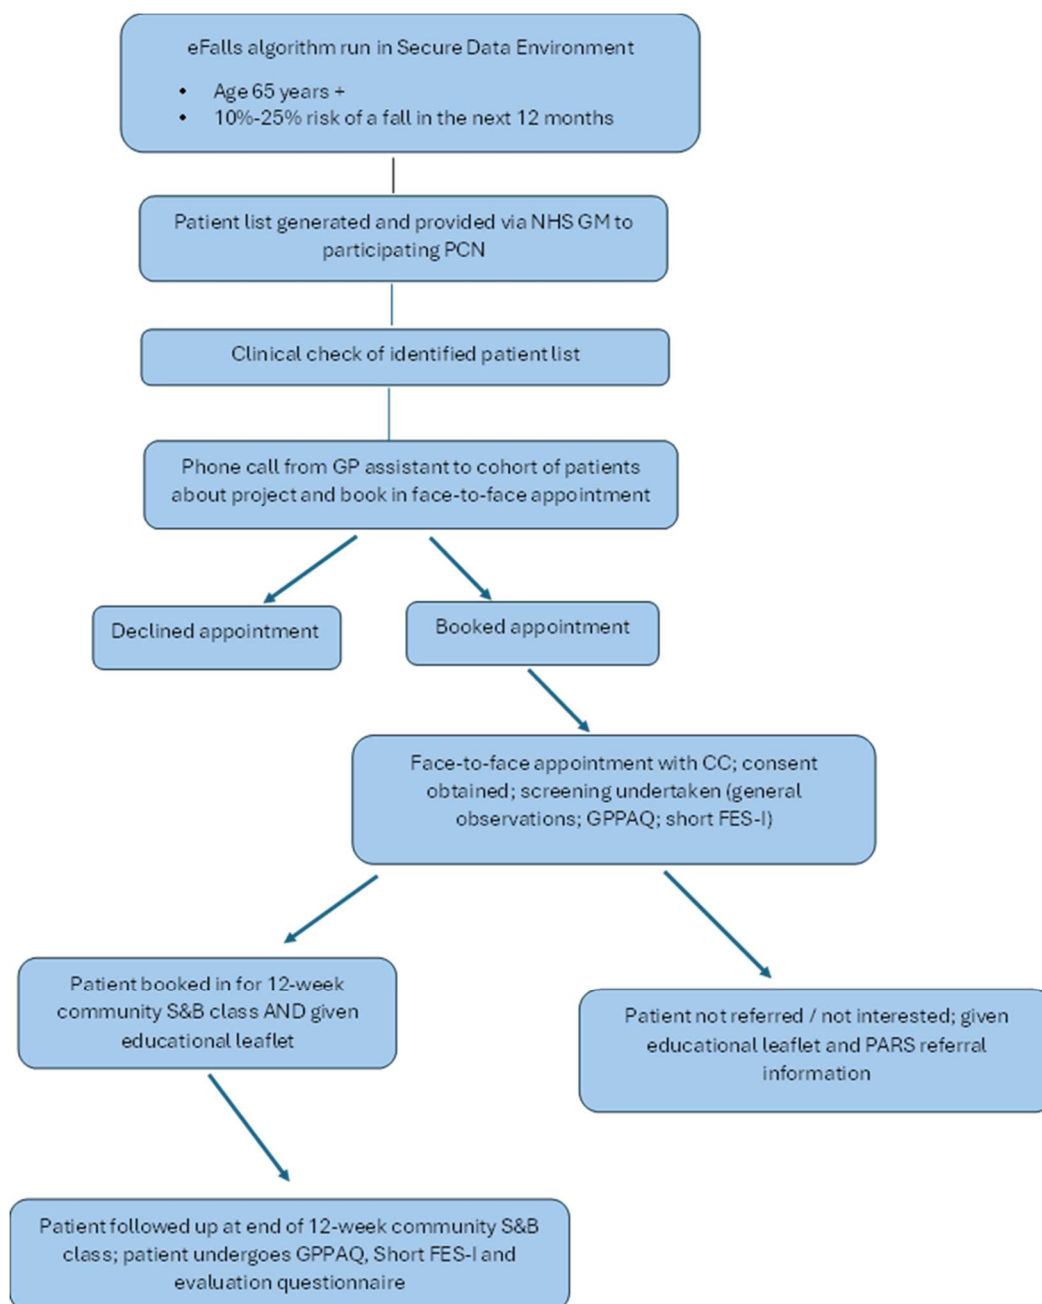 eFalls algorithm run in Secure Data Environment
• Age 65 years +
• 10%-25% risk of a fall in the next 12 months
Patient list generated and provided via NHS GM to
participating PCN
Clinical check of identified patient list
Phone call from GP assistant to cohort of patients
about project and book in face-to-face appointment
Declined appointment
Booked appointment
Face-to-face appointment with CC; consent
obtained; screening undertaken (general
observations; GPPAQ; short FES-I)
Patient booked in for 12-week
community S&B class AND given
educational leaflet
Patient not referred / not interested; given
educational leaflet and PARS referral
information
Patient followed up at end of 12-week community S&B
class; patient undergoes GPPAQ, Short FES-I and
evaluation questionnaire